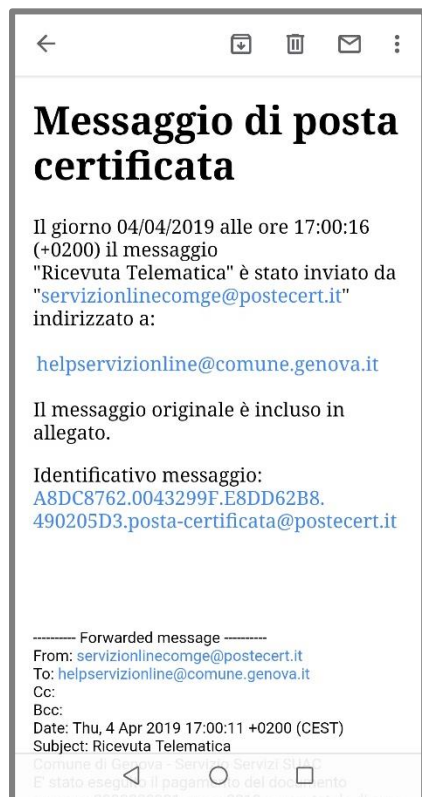 Messaggio di posta
certificata
Il giorno 04/04/2019 alle ore 17:00:16
(+0200) il messaggio
"Ricevuta Telematica" è stato inviato da
"servizionlinecomge@postecert.it"
indirizzato a:
helpservizionline@comune.genova.it
Il messaggio originale è incluso in
allegato.
Identificativo messaggio:
A8DC8762.0043299F.E8DD62B8.
490205D3.posta-certificata@postecert.it
---------- Forwarded message ----------
From: servizionlinecomge@postecert.it
To: helpservizionline@comune.genova.it
Cc:
Bcc:
Date: Thu, 4 Apr 2019 17:00:11 +0200 (CEST)
Subject: Ricevuta Telematica
Comune di Genova - Servizio Servizi SUAC
E' stato eseguito il pagamento del documento